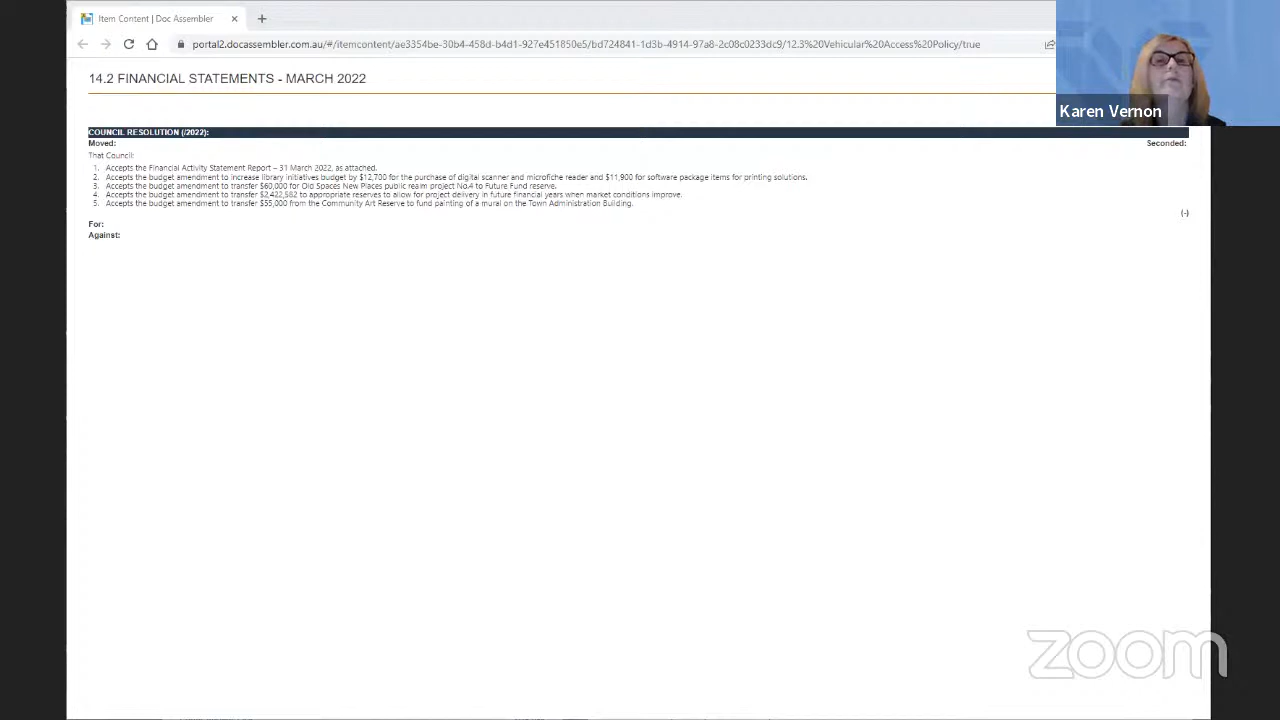 Item Content | Doc Assembler
portal2.docassembler.com.au/#/itemcontent/ae3354be-30b4-458d-b4d1-927e451850e5/bd724841-1d3b-4914-97a8-2c08c0233dc9/12.3%20Vehicular%20Access%20Policy/true
Karen Vernon
14.2 FINANCIAL STATEMENTS - MARCH 2022
COUNCIL RESOLUTION (/2022):
Moved: Seconded:
That Council:
1. Accepts the Financial Activity Statement Report – 31 March 2022, as attached.
2. Accepts the budget amendment to increase library initiatives budget by $12,700 for the purchase of digital scanner and microfiche reader and $11,900 for software package items for printing solutions.
3. Accepts the budget amendment to transfer $60,000 for Old Spaces New Places public realm project No.4 to Future Fund reserve.
4. Accepts the budget amendment to transfer $2,422,582 to appropriate reserves to allow for project delivery in future financial years when market conditions improve.
5. Accepts the budget amendment to transfer $55,000 from the Community Art Reserve to fund painting of a mural on the Town Administration Building.
(-)
For:
Against:
zoom